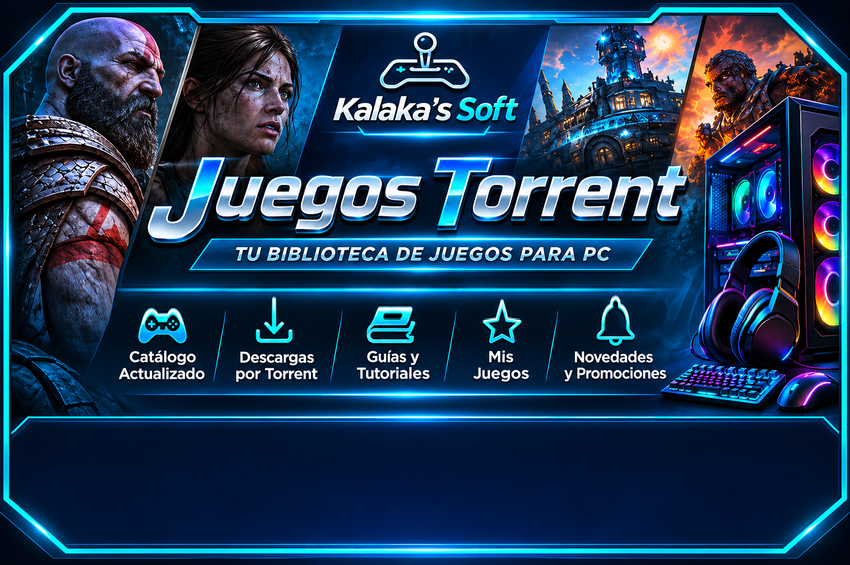 Kalaka's Soft
Juegos Torrent
TU BIBLIOTECA DE JUEGOS PARA PC
Catálogo
Actualizado
Descargas
por Torrent
Guías y
Tutoriales
Mis
Juegos
Novedades
y Promociones